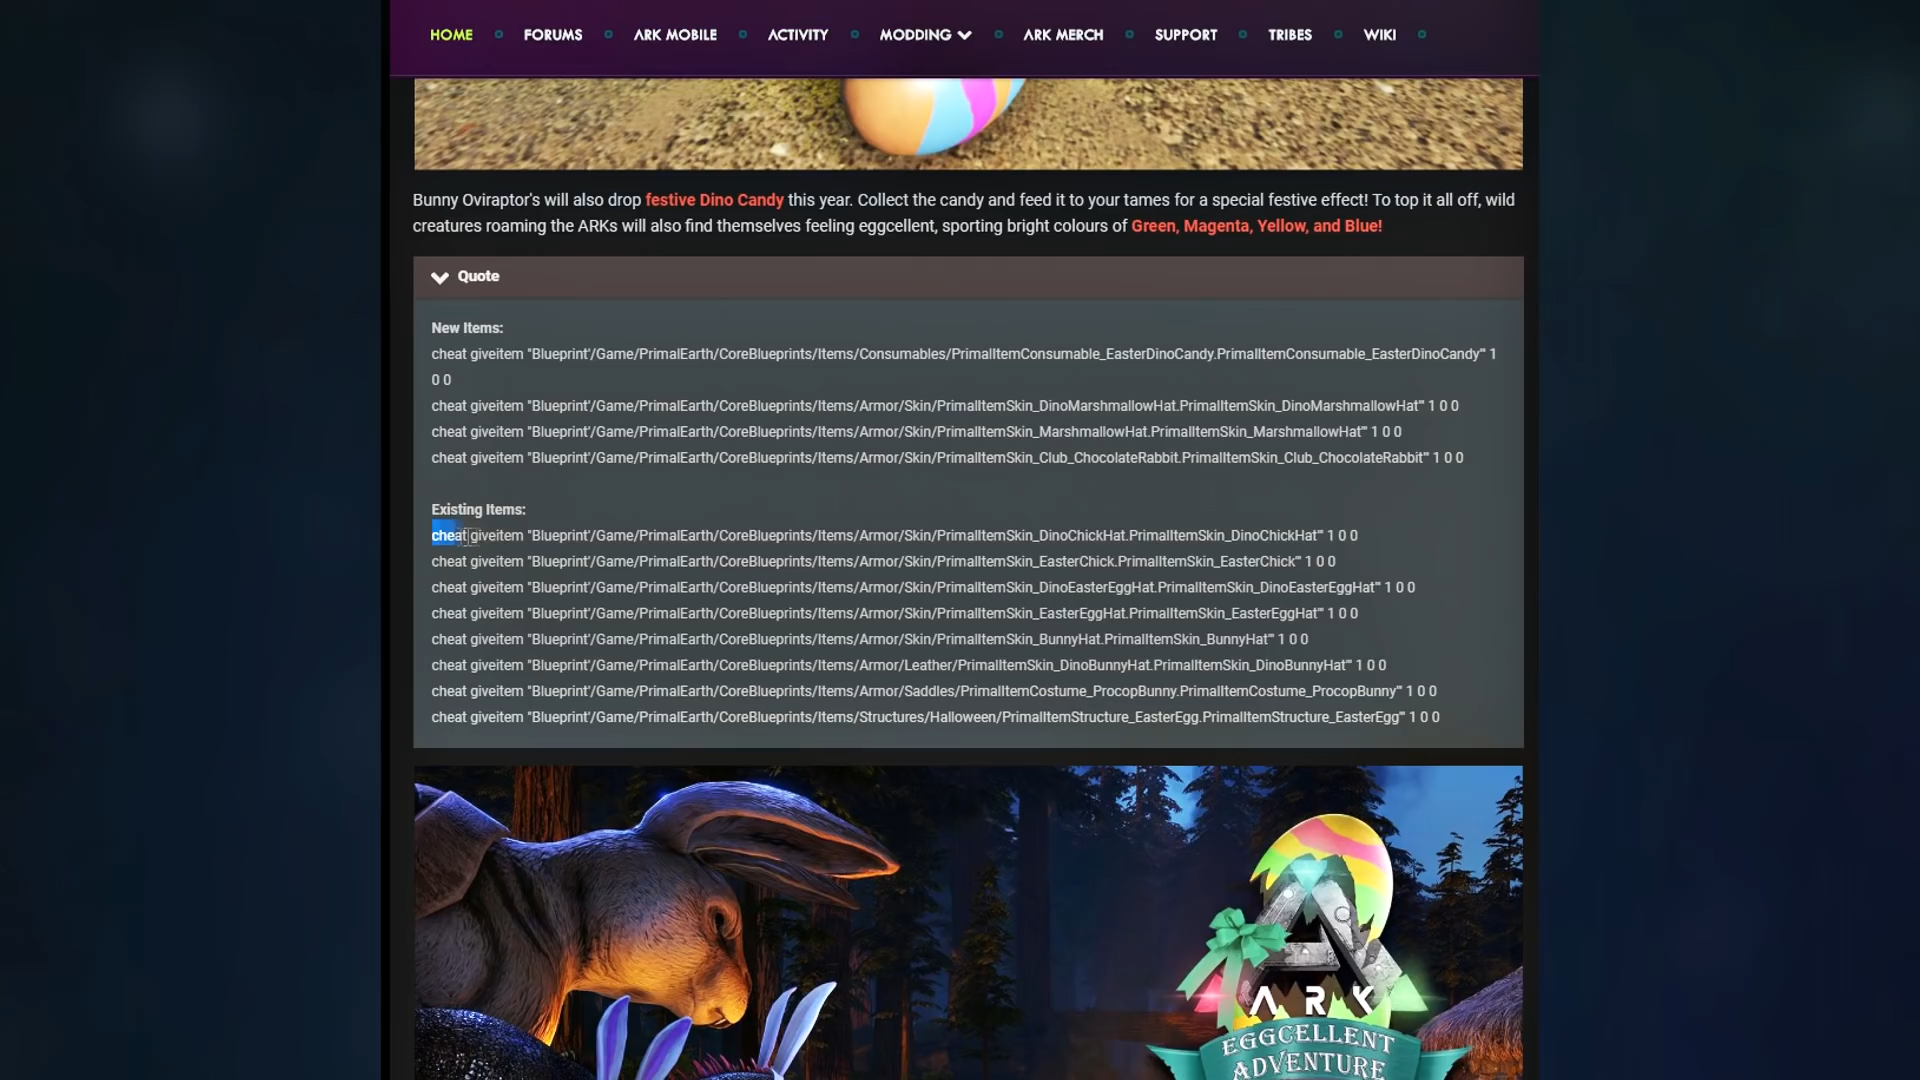 HOME FORUMS ARK MOBILE ACTIVITY MODDING ARK MERCH SUPPORT TRIBES WIKI
Bunny Oviraptor's will also drop festive Dino Candy this year. Collect the candy and feed it to your tames for a special festive effect! To top it all off, wild
creatures roaming the ARKs will also find themselves feeling eggcellent, sporting bright colours of Green, Magenta, Yellow, and Blue!
Quote
New Items:
cheat giveitem "Blueprint'/Game/PrimalEarth/CoreBlueprints/Items/Consumables/PrimalItemConsumable_EasterDinoCandy.PrimalItemConsumable_EasterDinoCandy'" 1
0 0
cheat giveitem "Blueprint'/Game/PrimalEarth/CoreBlueprints/Items/Armor/Skin/PrimalItemSkin_DinoMarshmallowHat.PrimalItemSkin_DinoMarshmallowHat'" 1 0 0
cheat giveitem "Blueprint'/Game/PrimalEarth/CoreBlueprints/Items/Armor/Skin/PrimalItemSkin_MarshmallowHat.PrimalItemSkin_MarshmallowHat'" 1 0 0
cheat giveitem "Blueprint'/Game/PrimalEarth/CoreBlueprints/Items/Armor/Skin/PrimalItemSkin_Club_ChocolateRabbit.PrimalItemSkin_Club_ChocolateRabbit'" 1 0 0
Existing Items:
cheat giveitem "Blueprint'/Game/PrimalEarth/CoreBlueprints/Items/Armor/Skin/PrimalItemSkin_DinoChickHat.PrimalItemSkin_DinoChickHat'" 1 0 0
cheat giveitem "Blueprint'/Game/PrimalEarth/CoreBlueprints/Items/Armor/Skin/PrimalItemSkin_EasterChick.PrimalItemSkin_EasterChick'" 1 0 0
cheat giveitem "Blueprint'/Game/PrimalEarth/CoreBlueprints/Items/Armor/Skin/PrimalItemSkin_DinoEasterEggHat.PrimalItemSkin_DinoEasterEggHat'" 1 0 0
cheat giveitem "Blueprint'/Game/PrimalEarth/CoreBlueprints/Items/Armor/Skin/PrimalItemSkin_EasterEggHat.PrimalItemSkin_EasterEggHat'" 1 0 0
cheat giveitem "Blueprint'/Game/PrimalEarth/CoreBlueprints/Items/Armor/Skin/PrimalItemSkin_BunnyHat.PrimalItemSkin_BunnyHat'" 1 0 0
cheat giveitem "Blueprint'/Game/PrimalEarth/CoreBlueprints/Items/Armor/Leather/PrimalItemSkin_DinoBunnyHat.PrimalItemSkin_DinoBunnyHat'" 1 0 0
cheat giveitem "Blueprint'/Game/PrimalEarth/CoreBlueprints/Items/Armor/Saddles/PrimalItemCostume_ProcopBunny.PrimalItemCostume_ProcopBunny'" 1 0 0
cheat giveitem "Blueprint'/Game/PrimalEarth/CoreBlueprints/Items/Structures/Halloween/PrimalItemStructure_EasterEgg.PrimalItemStructure_EasterEgg'" 1 0 0
ARK
EGGCELLENT
ADVENTURE